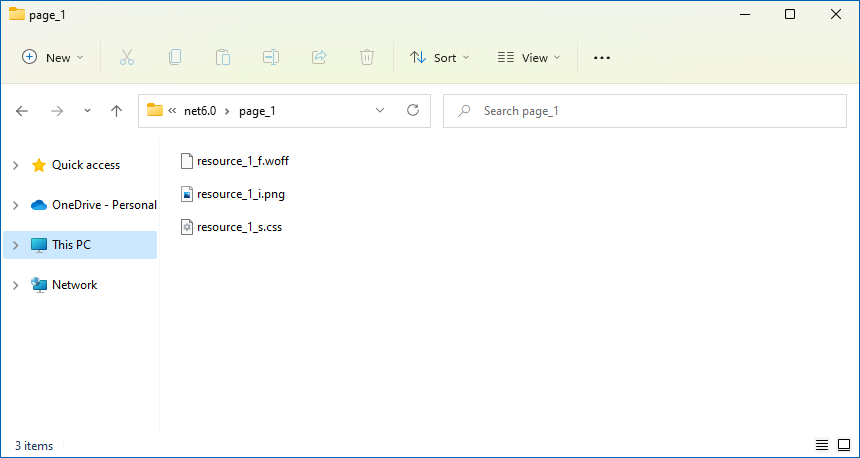 page_1
New
Sort
View
« net6.0 › page_1
Search page_1
Quick access
OneDrive - Personal
This PC
Network
resource_1_f.woff
resource_1_i.png
resource_1_s.css
3 items